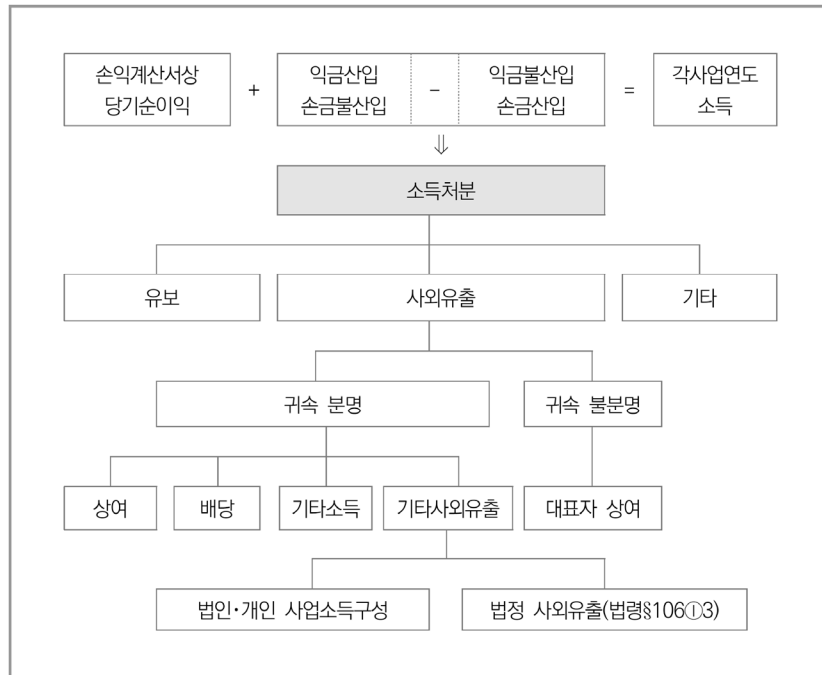 손익계산서상
당기순이익
+
익금산입
손금불산입
−
익금불산입
손금산입
=
각사업연도
소득
⇓
소득처분
유보
사외유출
기타
귀속 분명
귀속 불분명
상여
배당
기타소득
기타사외유출
대표자 상여
법인·개인 사업소득구성
법정 사외유출(법령§106①3)